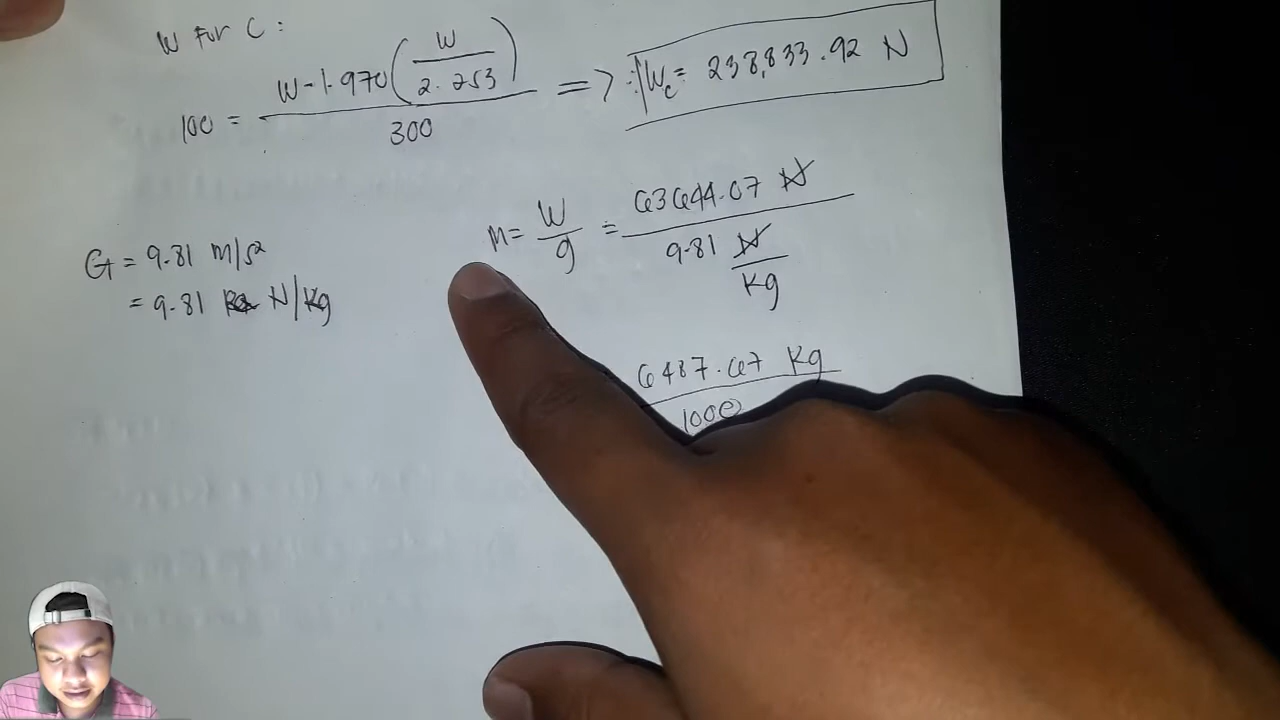 W For C :
100 = W-1.970 ( W / 2.253 ) / 300 => ∴ Wc = 238,833.92 N
M = W / g = 63644.07 N / 9.81 N/Kg
G = 9.81 M/s²
= 9.81 N/Kg
6487.67 Kg
1000